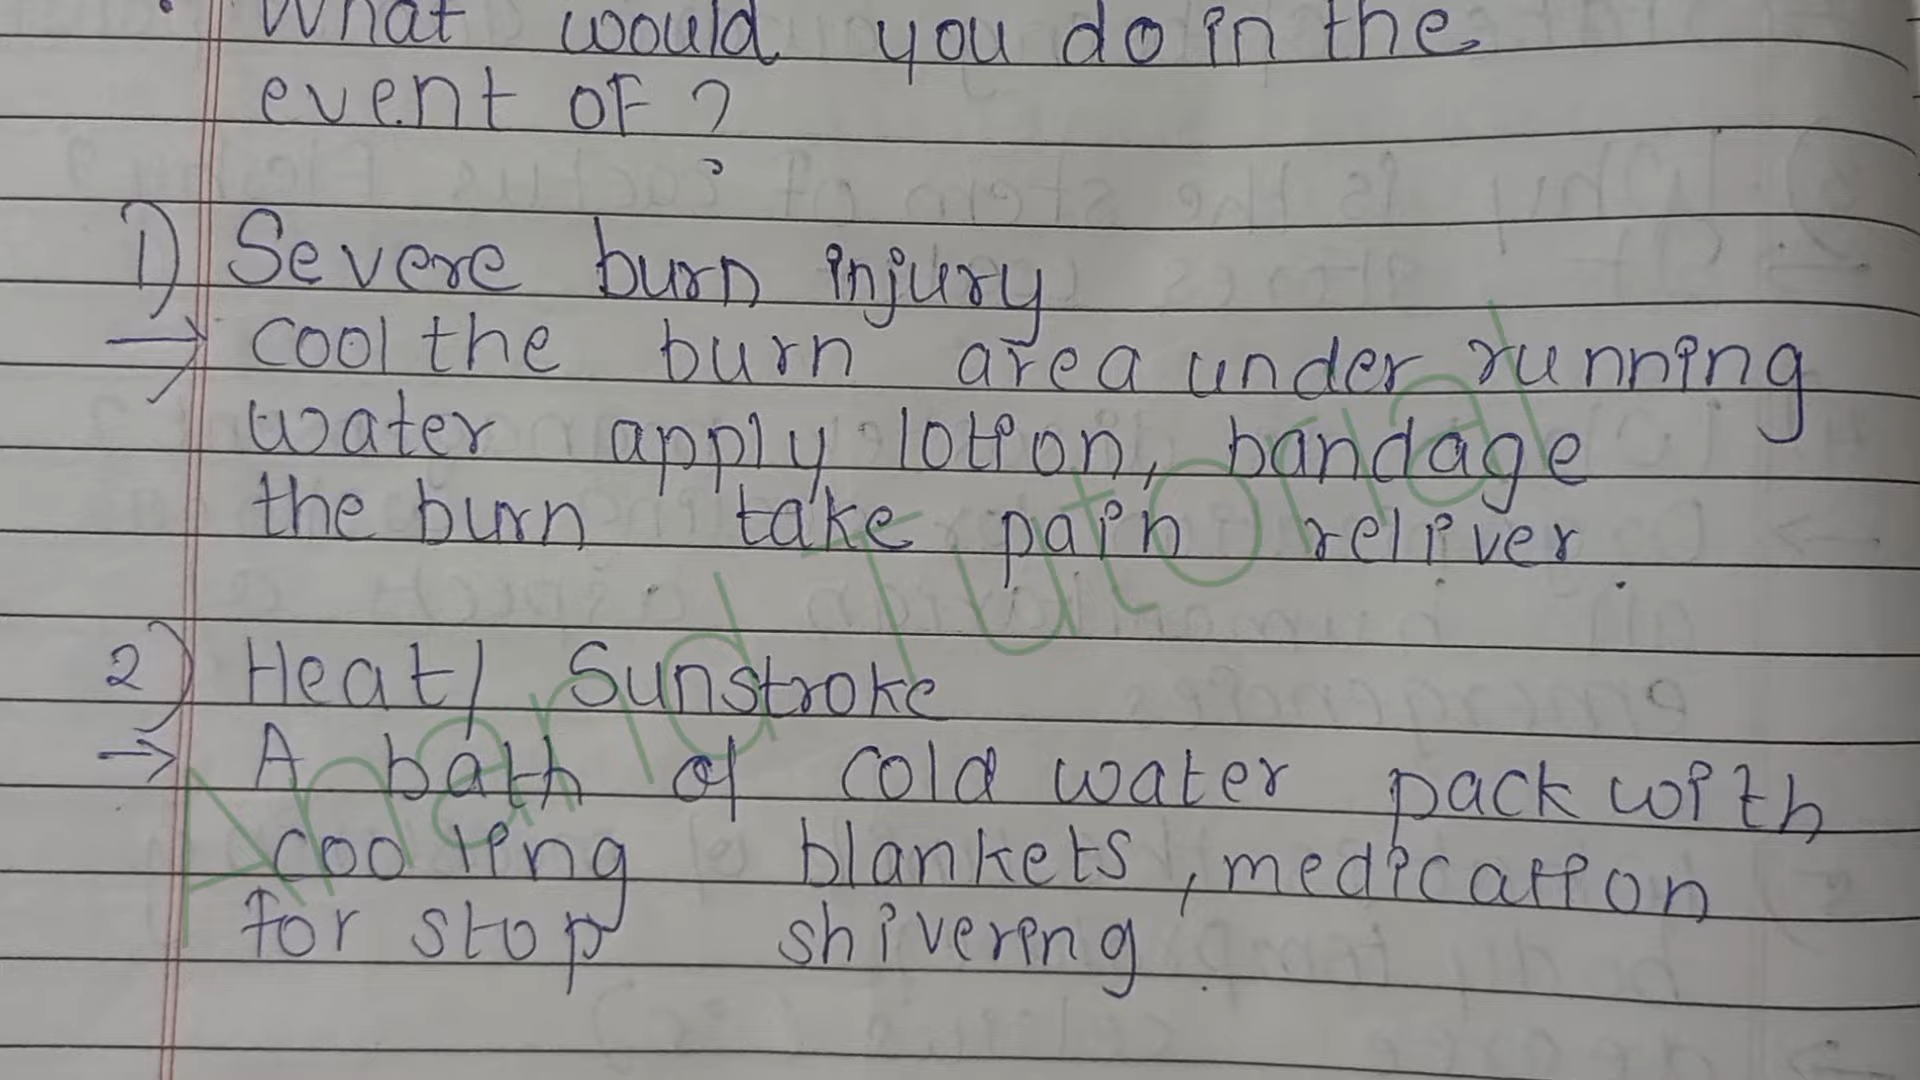 What would you do in the
event of ?
1) Severe burn injury
→ cool the burn area under running
water apply lotion, bandage
the burn take pain reliver
2) Heat/ Sunstroke
→ A bath of cold water pack with
cooling blankets, medication
for stop shivering
Anand Tutorial